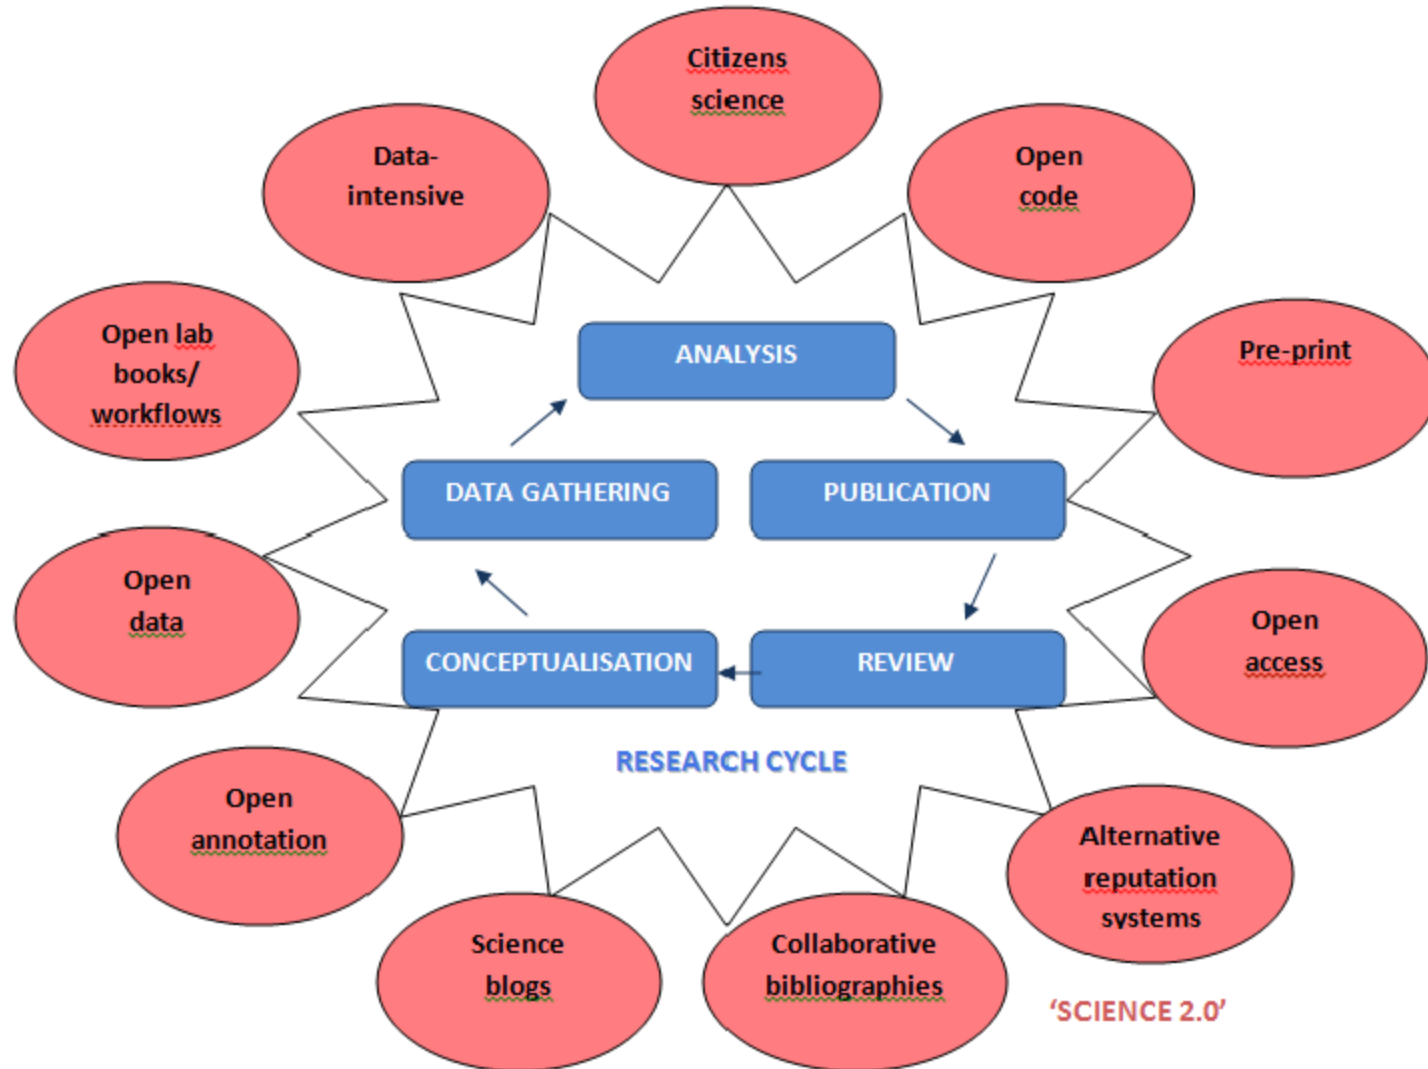 Citizens
science
Data-
intensive
Open
code
Open lab
books/
workflows
Pre-print
ANALYSIS
DATA GATHERING
PUBLICATION
Open
data
Open
access
CONCEPTUALISATION
REVIEW
RESEARCH CYCLE
Open
annotation
Alternative
reputation
systems
Science
blogs
Collaborative
bibliographies
‘SCIENCE 2.0’